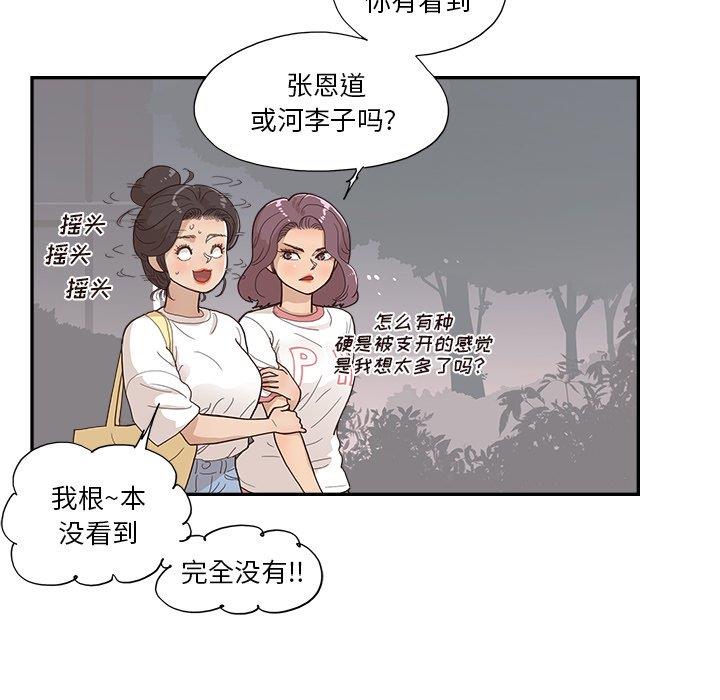 你有看到
张恩道
或河李子吗?
摇头
摇头
摇头
怎么有种
硬是被支开的感觉
是我想太多了吗?
P
我根~本
没看到
完全没有!!